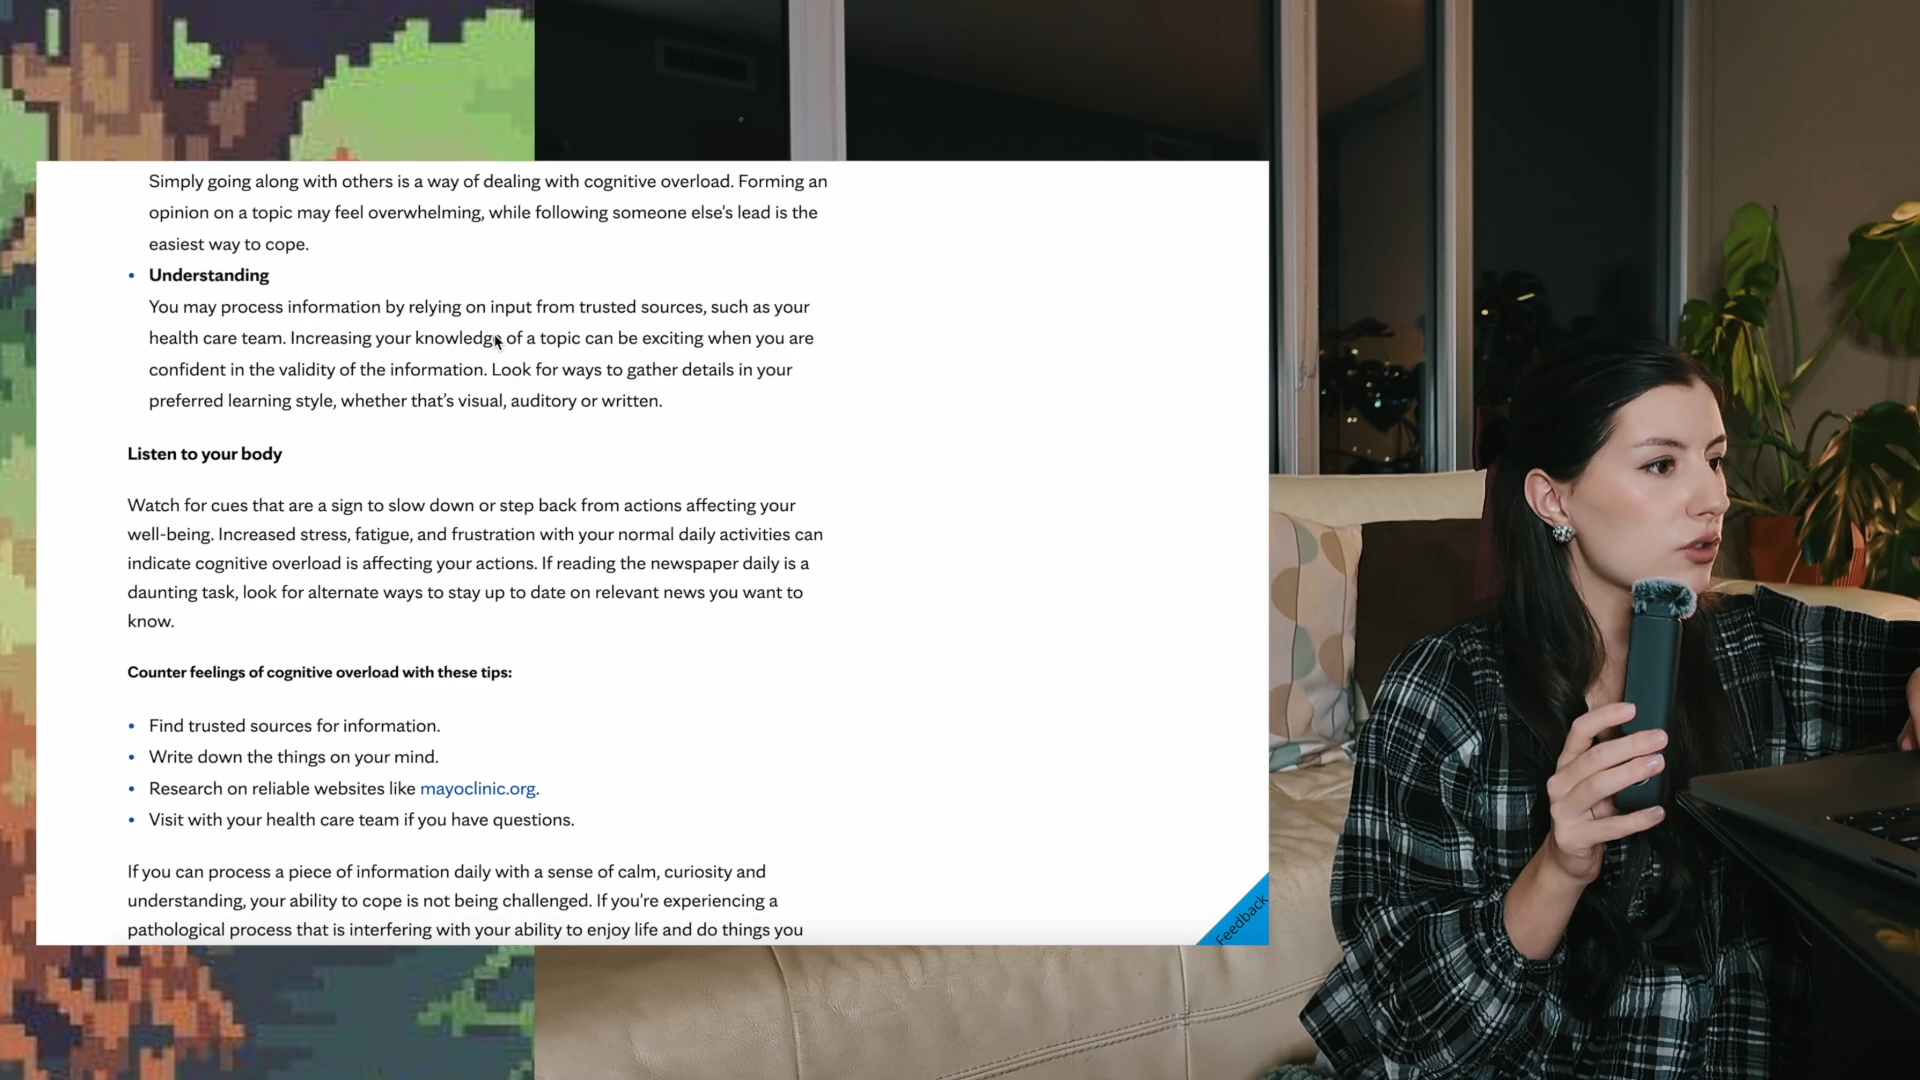 Simply going along with others is a way of dealing with cognitive overload. Forming an
opinion on a topic may feel overwhelming, while following someone else's lead is the
easiest way to cope.
• Understanding
You may process information by relying on input from trusted sources, such as your
health care team. Increasing your knowledge of a topic can be exciting when you are
confident in the validity of the information. Look for ways to gather details in your
preferred learning style, whether that’s visual, auditory or written.
Listen to your body
Watch for cues that are a sign to slow down or step back from actions affecting your
well-being. Increased stress, fatigue, and frustration with your normal daily activities can
indicate cognitive overload is affecting your actions. If reading the newspaper daily is a
daunting task, look for alternate ways to stay up to date on relevant news you want to
know.
Counter feelings of cognitive overload with these tips:
• Find trusted sources for information.
• Write down the things on your mind.
• Research on reliable websites like mayoclinic.org.
• Visit with your health care team if you have questions.
If you can process a piece of information daily with a sense of calm, curiosity and
understanding, your ability to cope is not being challenged. If you're experiencing a
pathological process that is interfering with your ability to enjoy life and do things you
Feedback